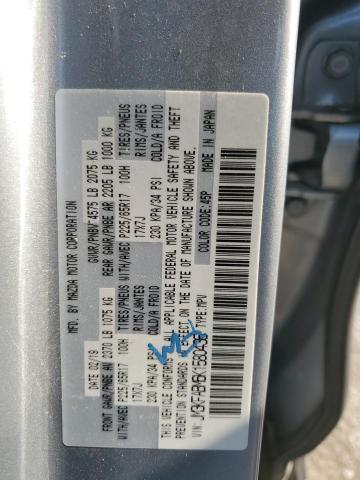 MFD. BY MAZDA MOTOR CORPORATION
DATE: 02/19 GVWR/PNBV 4575 LB 2075 KG
FRONT GAWR/PNBE AV 2370 LB 1075 KG REAR GAWR/PNBE AR 2205 LB 1000 KG
WITH/AVEC P225/65R17 100H TIRES/PNEUS WITH/AVEC P225/65R17 100H TIRES/PNEUS
17X7J RIMS/JANTES 17X7J RIMS/JANTES
230 KPA/34 PSI COLD/A FROID 230 KPA/34 PSI COLD/A FROID
THIS VEHICLE CONFORMS TO ALL APPLICABLE FEDERAL MOTOR VEHICLE SAFETY AND THEFT
PREVENTION STANDARDS IN EFFECT ON THE DATE OF MANUFACTURE SHOWN ABOVE.
VIN: TYPE: MPV COLOR CODE: 45P MADE IN JAPAN